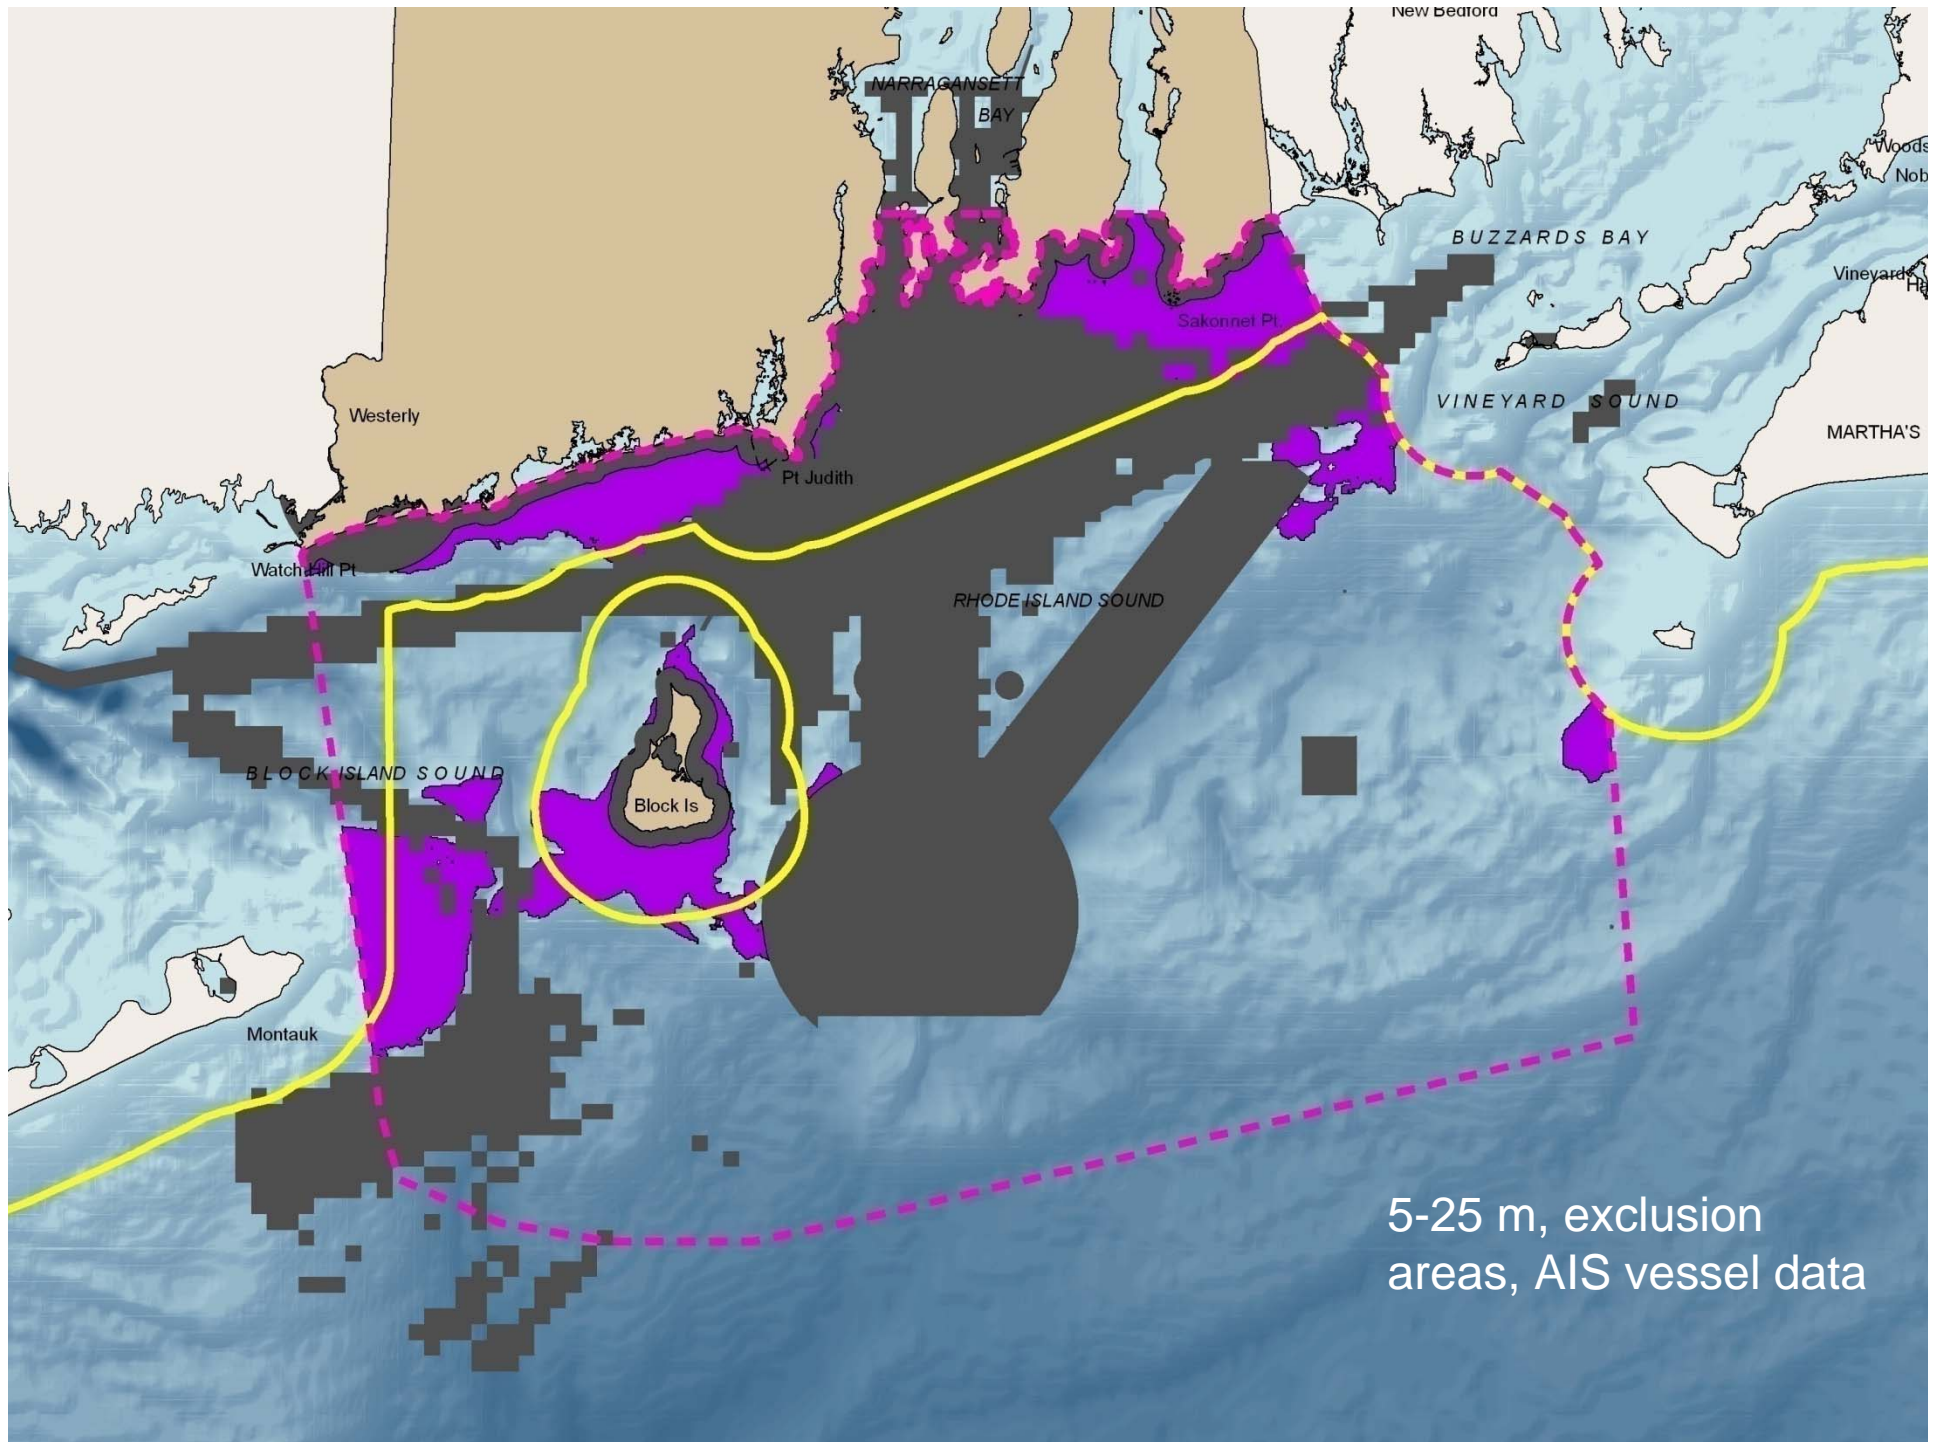 New Bedford
NARRAGANSETT
BAY
Woods
Nob
BUZZARDS BAY
Vineyard
Ha
Sakonnet Pt.
VINEYARD SOUND
Westerly
MARTHA'S
Pt Judith
Watch Hill Pt
RHODE ISLAND SOUND
BLOCK ISLAND SOUND
Block Is
Montauk
5-25 m, exclusion
areas, AIS vessel data